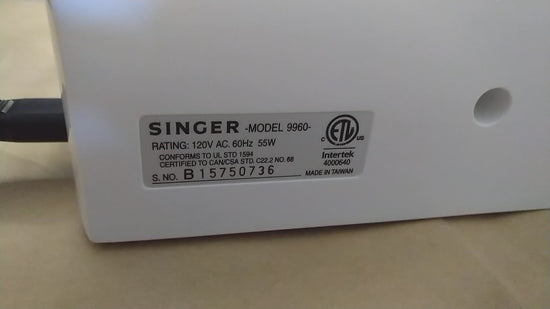 SINGER -MODEL 9960-
RATING: 120V AC. 60Hz 55W
CONFORMS TO UL STD 1594
CERTIFIED TO CAN/CSA STD. C22.2 NO. 68
S. NO. B 15750736
C ETL US
Intertek
4000640
MADE IN TAIWAN